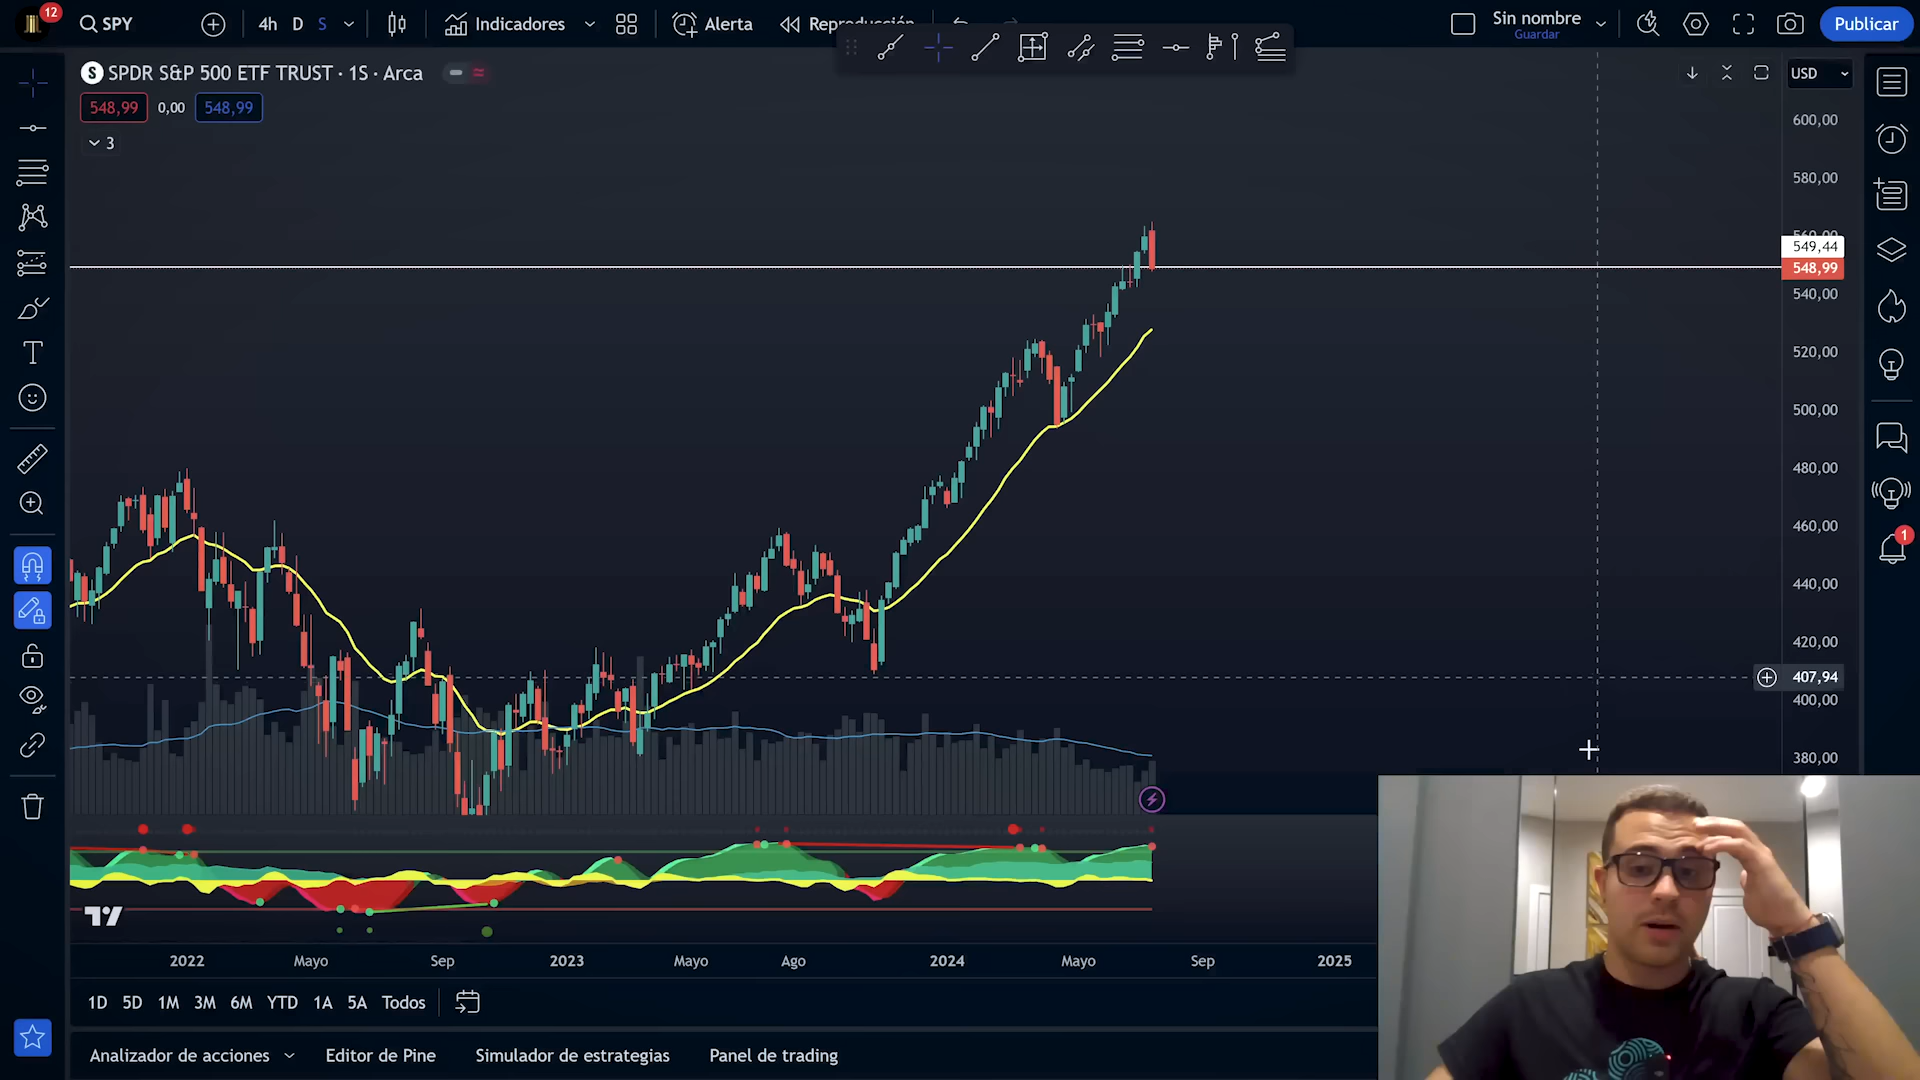 12
SPY
4h D S
Indicadores
Alerta
Reproducción
Sin nombre
Guardar
Publicar
S SPDR S&P 500 ETF TRUST · 1S · Arca
USD
548,99 0,00 548,99
3
600,00
580,00
560,00
549,44
548,99
540,00
520,00
500,00
480,00
460,00
440,00
420,00
407,94
400,00
380,00
1
2022 Mayo Sep 2023 Mayo Ago 2024 Mayo Sep 2025
1D 5D 1M 3M 6M YTD 1A 5A Todos
Analizador de acciones Editor de Pine Simulador de estrategias Panel de trading